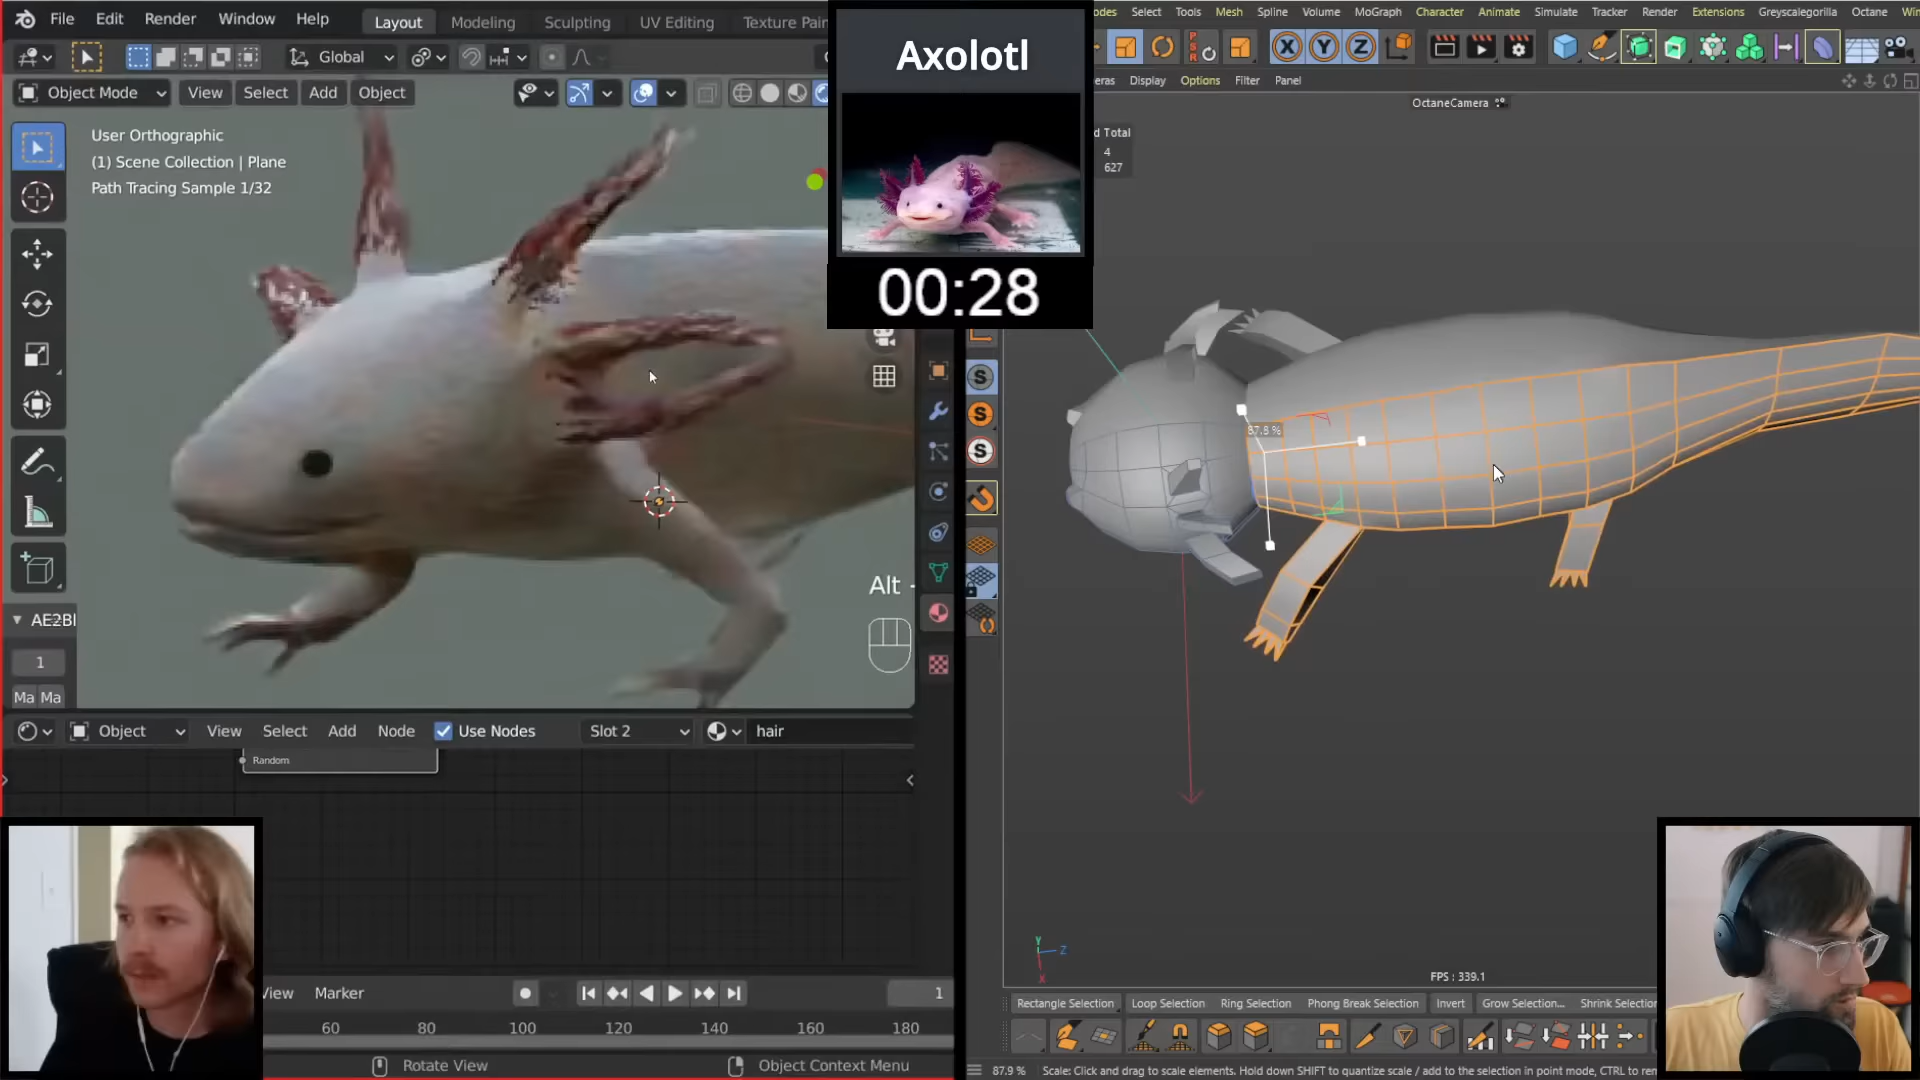 File Edit Render Window Help
Layout Modeling Sculpting UV Editing Texture Pain
Global
Object Mode View Select Add Object
User Orthographic
(1) Scene Collection | Plane
Path Tracing Sample 1/32
Alt
AE2Bl
1
Ma Ma
Object View Select Add Node Use Nodes Slot 2 hair
Random
View Marker
1
60 80 100 120 140 160 180
Rotate View
Object Context Menu
Axolotl
00:28
odes Select Tools Mesh Spline Volume MoGraph Character Animate Simulate Tracker Render Extensions Greyscalegorilla Octane Win
PSR
X Y Z
eras Display Options Filter Panel
OctaneCamera
d Total
4
627
S
S
S
87.8 %
Y
Z
X
FPS : 339.1
Rectangle Selection Loop Selection Ring Selection Phong Break Selection Invert Grow Selection... Shrink Selection
87.9 % Scale: Click and drag to scale elements. Hold down SHIFT to quantize scale / add to the selection in point mode, CTRL to rem